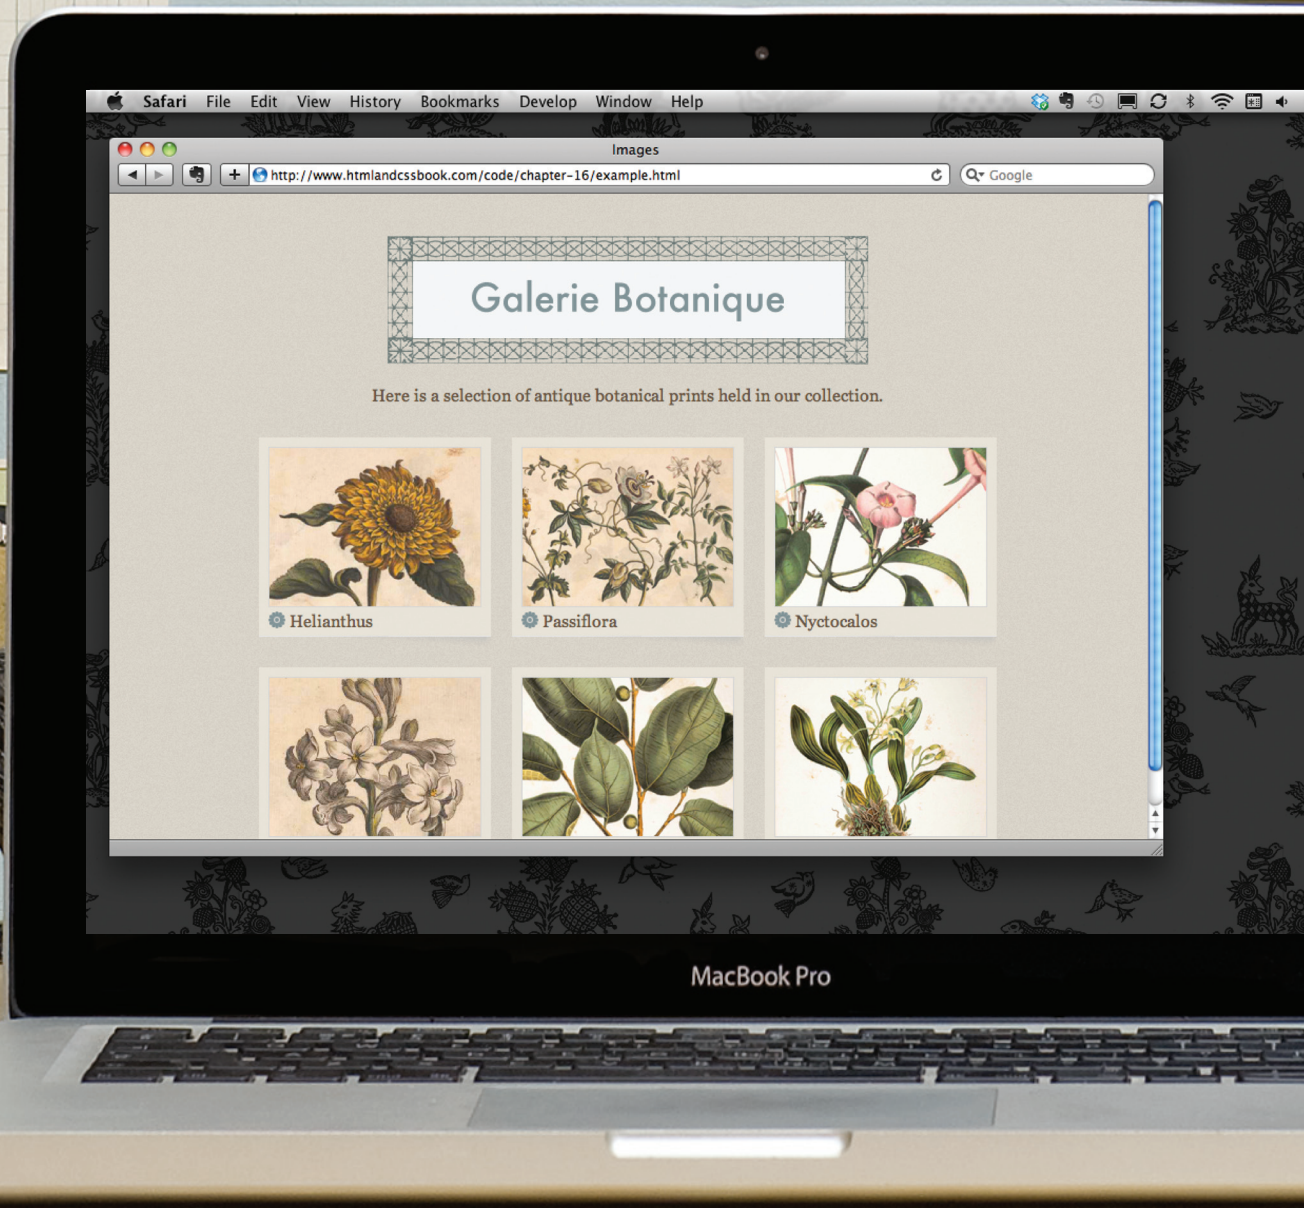 Safari File Edit View History Bookmarks Develop Window Help
Images
http://www.htmlandcssbook.com/code/chapter-16/example.html
Google
Galerie Botanique
Here is a selection of antique botanical prints held in our collection.
Helianthus
Passiflora
Nyctocalos
MacBook Pro